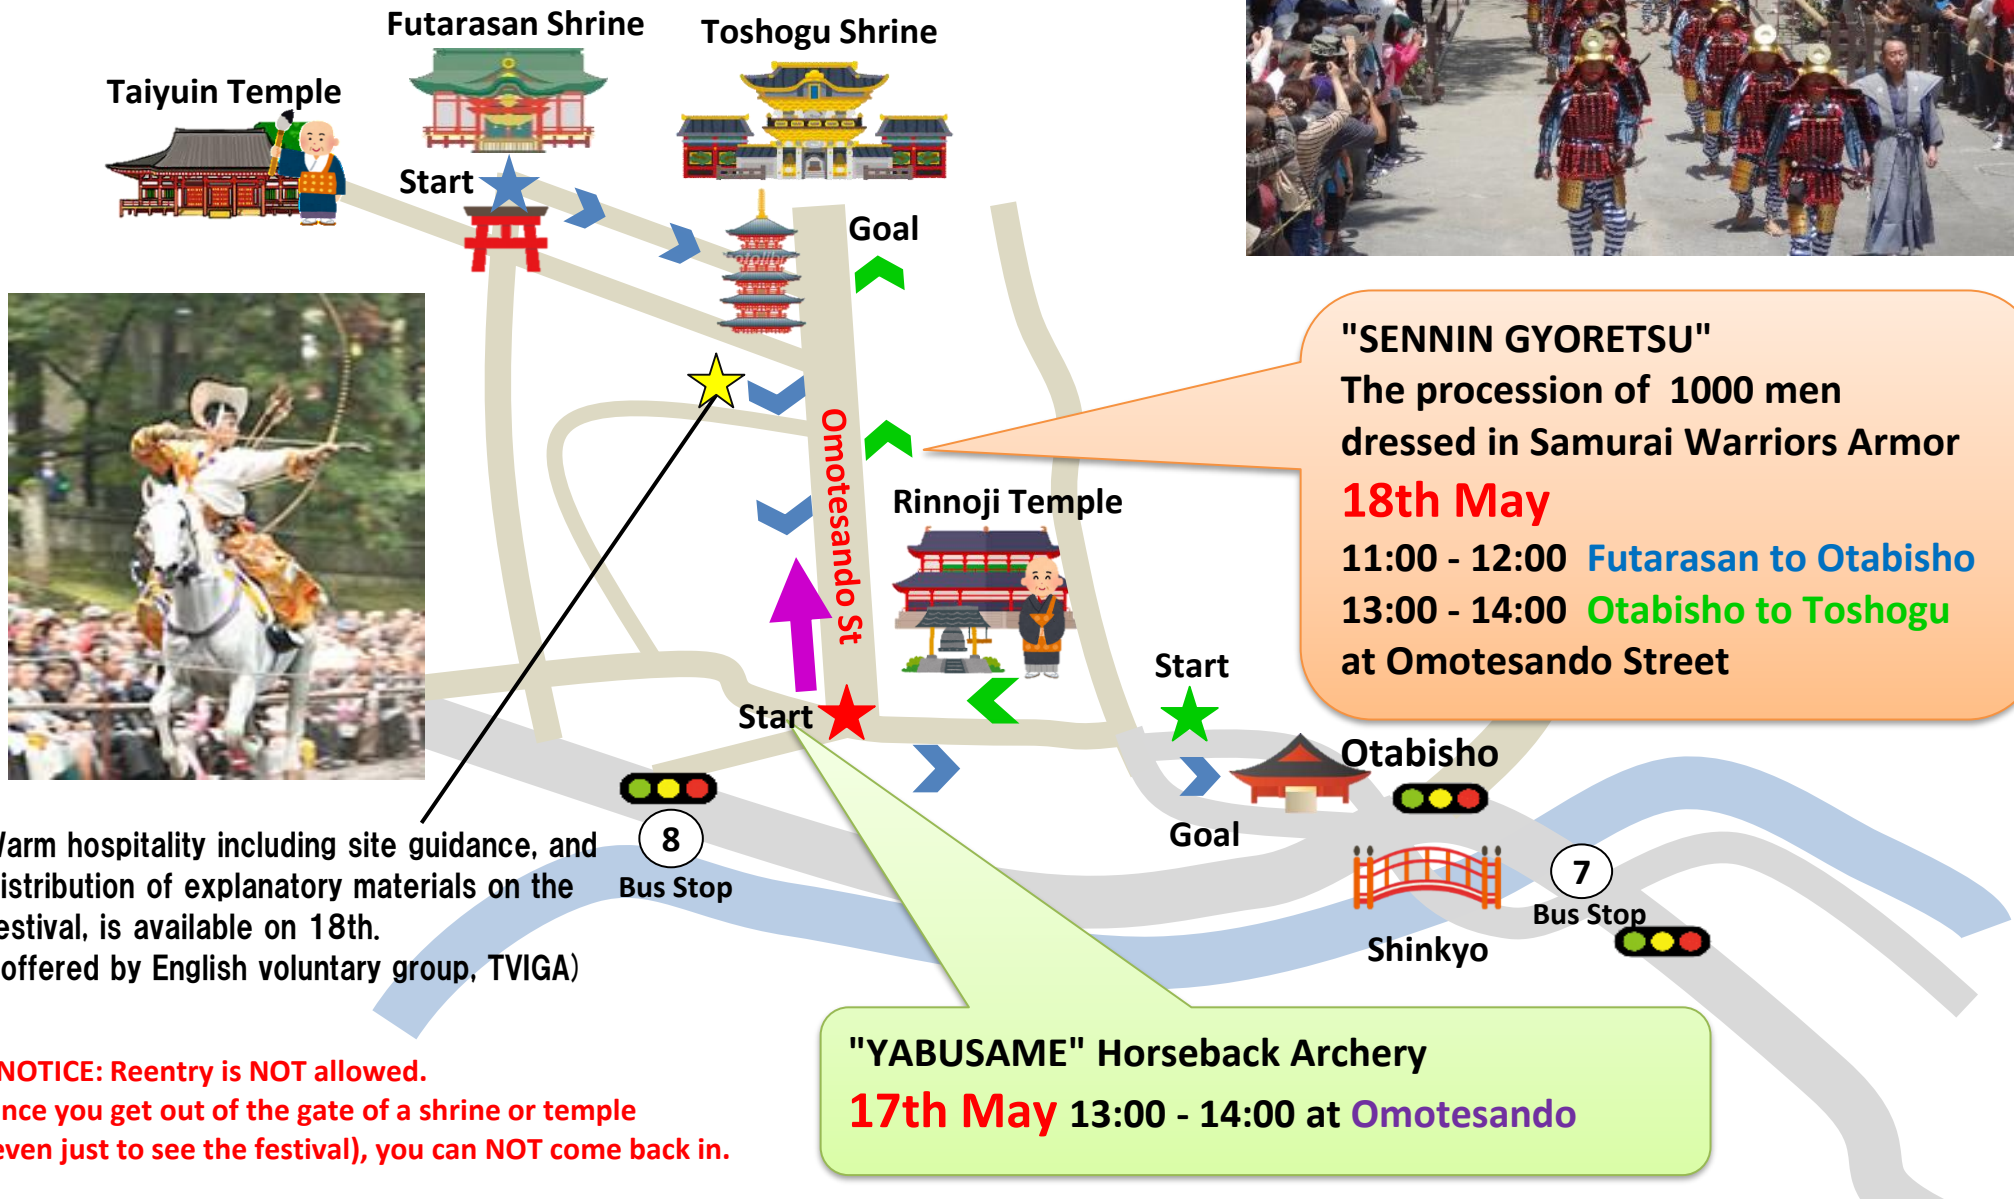 Futarasan Shrine
Toshogu Shrine
Taiyuin Temple
Start
Goal
"SENNIN GYORETSU"
The procession of 1000 men
dressed in Samurai Warriors Armor
18th May
11:00 - 12:00 Futarasan to Otabisho
13:00 - 14:00 Otabisho to Toshogu
at Omotesando Street
Omotesando St
Rinnoji Temple
Start
Start
Otabisho
Goal
8
Bus Stop
7
Bus Stop
Shinkyo
arm hospitality including site guidance, and
istribution of explanatory materials on the
estival, is available on 18th.
offered by English voluntary group, TVIGA)
"YABUSAME" Horseback Archery
17th May 13:00 - 14:00 at Omotesando
NOTICE: Reentry is NOT allowed.
nce you get out of the gate of a shrine or temple
even just to see the festival), you can NOT come back in.